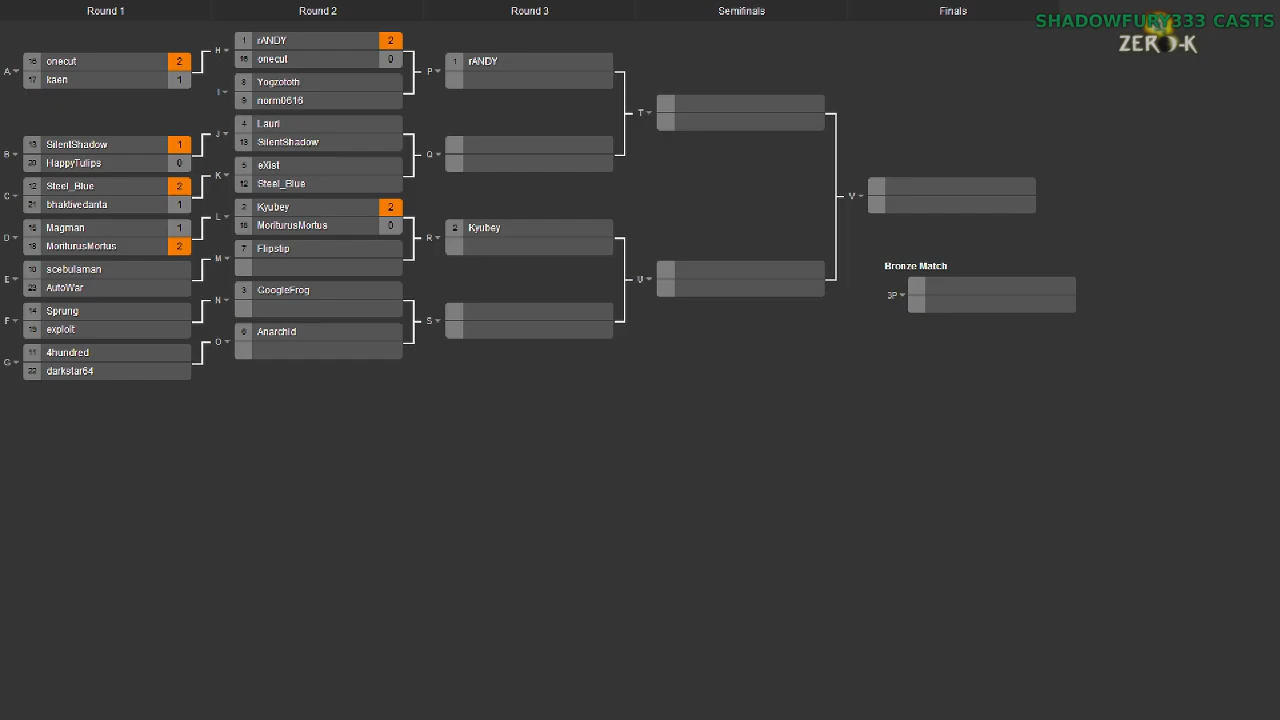 Round 1
Round 2
Round 3
Semifinals
Finals
SHADOWFURY333 CASTS
ZERO-K
A
16 onecut 2
17 kaen 1
B
13 SilentShadow 1
20 HappyTulips 0
C
12 Steel_Blue 2
21 bhaktivedanta 1
D
15 Magman 1
18 MoriturusMortus 2
E
10 scebulaman
23 AutoWar
F
14 Sprung
19 exploit
G
11 4hundred
22 darkstar64
H
1 rANDY 2
16 onecut 0
I
8 Yogzototh
9 norm0616
J
4 Lauri
13 SilentShadow
K
5 eXist
12 Steel_Blue
L
2 Kyubey 2
18 MoriturusMortus 0
M
7 Flipstip
N
3 GoogleFrog
O
6 Anarchid
P
1 rANDY
Q
R
2 Kyubey
S
T
U
V
Bronze Match
3P